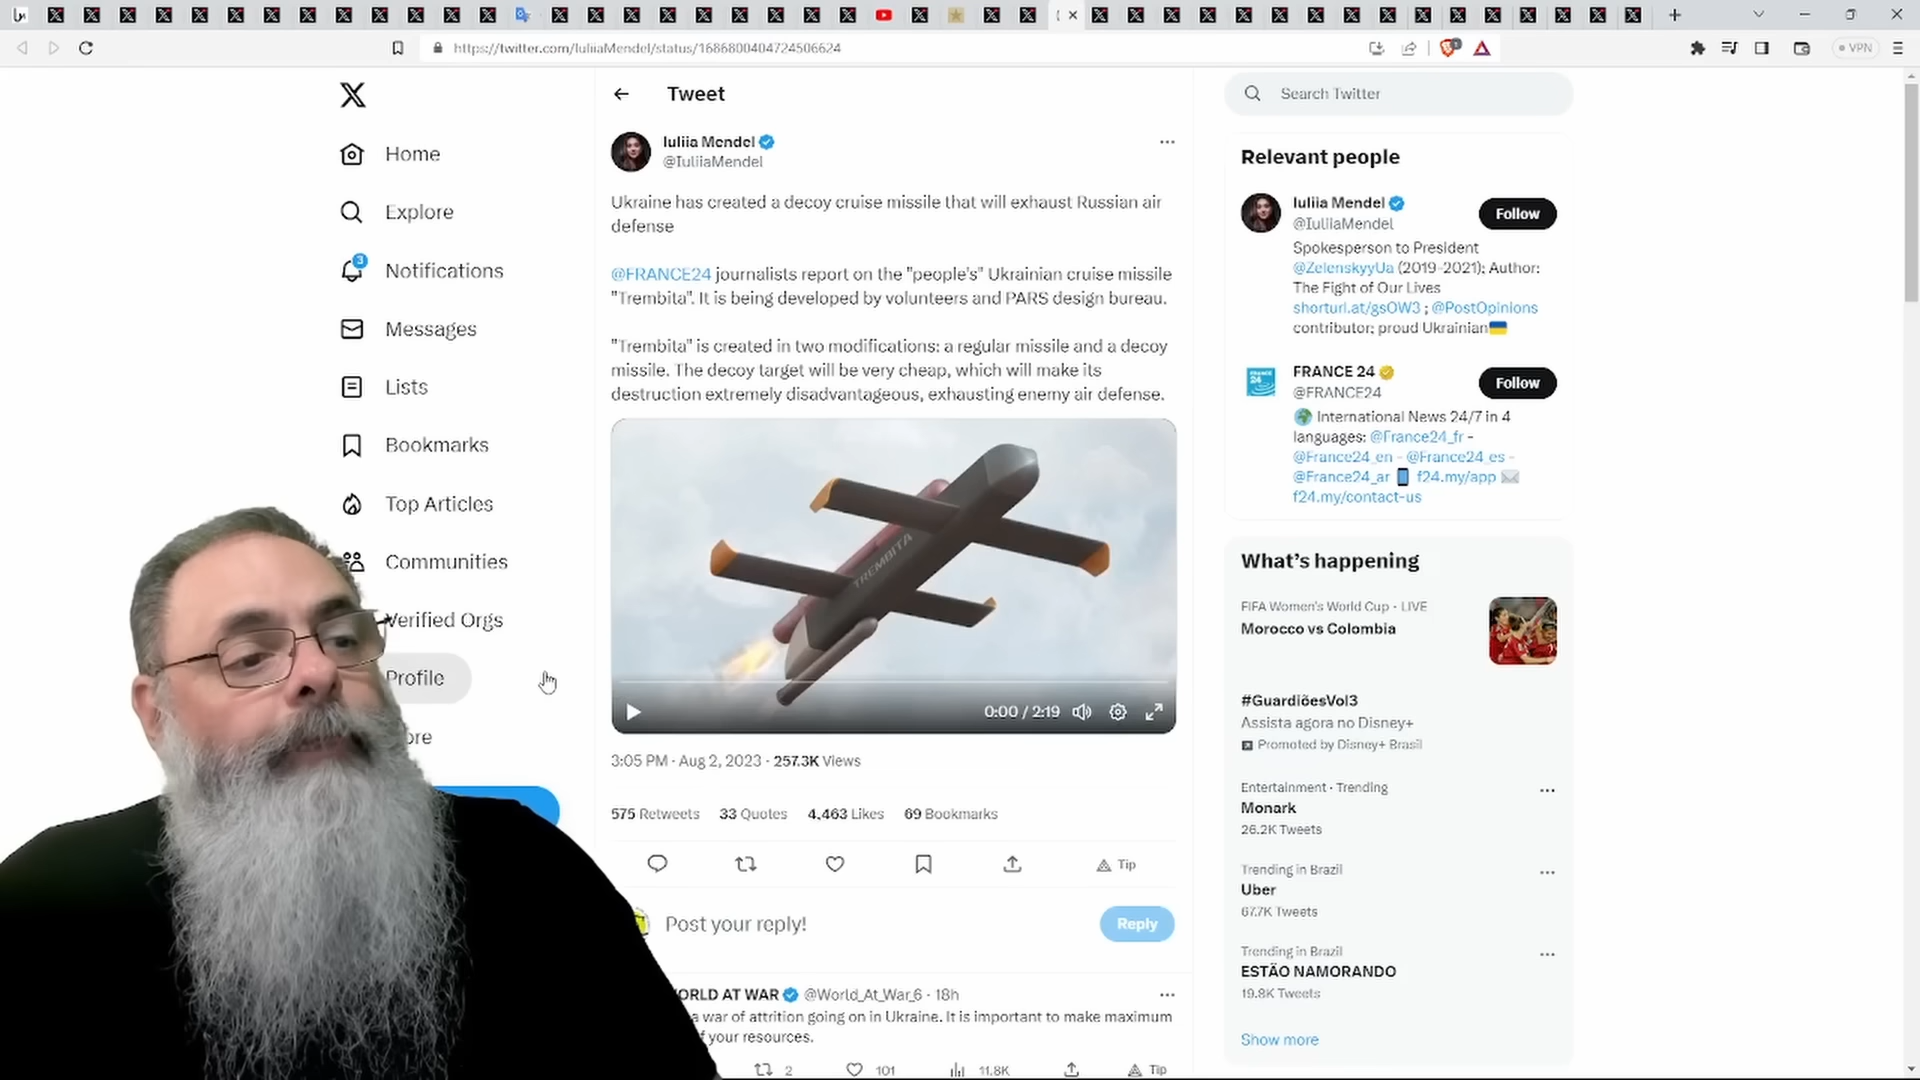 https://twitter.com/IuliiaMendel/status/1686800404724506624
VPN
Home
Explore
3
Notifications
Messages
Lists
Bookmarks
Top Articles
Communities
Verified Orgs
Profile
ore
Tweet
Iuliia Mendel
@IuliiaMendel
Ukraine has created a decoy cruise missile that will exhaust Russian air
defense
@FRANCE24 journalists report on the "people's" Ukrainian cruise missile
"Trembita". It is being developed by volunteers and PARS design bureau.
"Trembita" is created in two modifications: a regular missile and a decoy
missile. The decoy target will be very cheap, which will make its
destruction extremely disadvantageous, exhausting enemy air defense.
TREMBITA
0:00 / 2:19
3:05 PM · Aug 2, 2023 · 257.3K Views
575 Retweets 33 Quotes 4,463 Likes 69 Bookmarks
Tip
Post your reply!
Reply
ORLD AT WAR @World_At_War_6 · 18h
a war of attrition going on in Ukraine. It is important to make maximum
f your resources.
2 101 11.8K Tip
Search Twitter
Relevant people
Iuliia Mendel
@IuliiaMendel
Follow
Spokesperson to President
@ZelenskyyUa (2019-2021); Author:
The Fight of Our Lives
shorturl.at/gsOW3 ; @PostOpinions
contributor; proud Ukrainian
FRANCE 24
@FRANCE24
Follow
International News 24/7 in 4
languages: @France24_fr -
@France24_en - @France24_es -
@France24_ar f24.my/app
f24.my/contact-us
What's happening
FIFA Women's World Cup · LIVE
Morocco vs Colombia
#GuardiõesVol3
Assista agora no Disney+
Promoted by Disney+ Brasil
Entertainment · Trending
Monark
26.2K Tweets
Trending in Brazil
Uber
67.7K Tweets
Trending in Brazil
ESTÃO NAMORANDO
19.8K Tweets
Show more